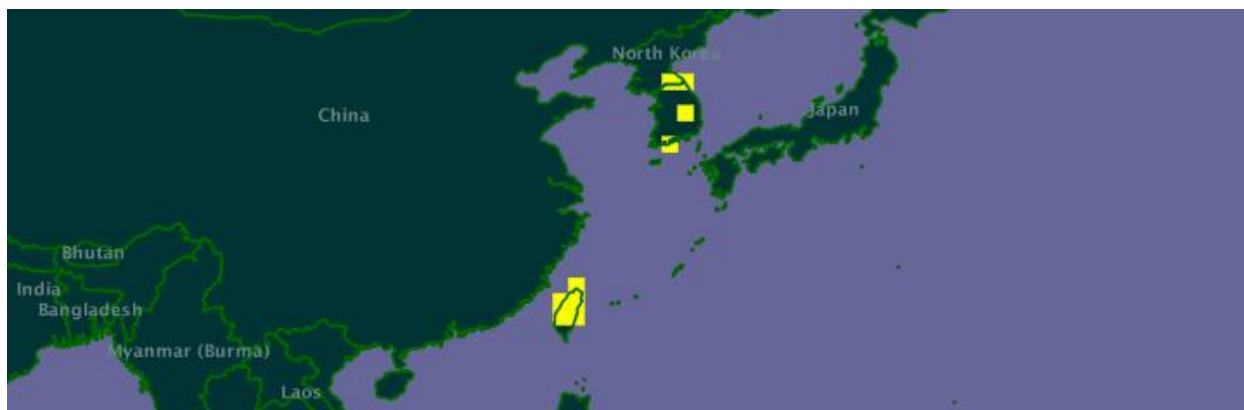 North Korea
China
Japan
Bhutan
India
Bangladesh
Myanmar (Burma)
Laos